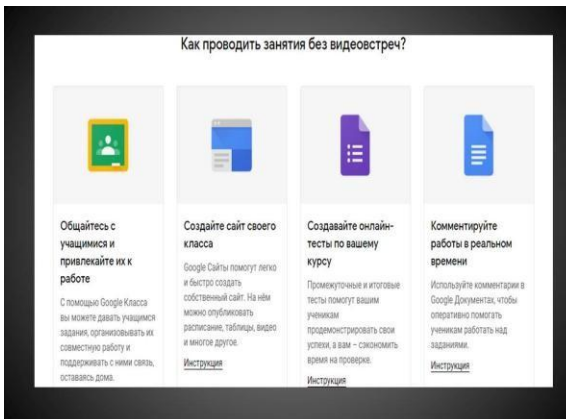 Как проводить занятия без видеовстреч?
Общайтесь с
учащимися и
привлекайте их к
работе
С помощью Google Класса
вы можете давать учащимся
задания, организовывать их
совместную работу и
поддерживать с ними связь,
оставаясь дома.
Создайте сайт своего
класса
Google Сайты помогут легко
и быстро создать
собственный сайт. На нём
можно опубликовать
расписание, таблицы, видео
и многое другое.
Инструкция
Создавайте онлайн-
тесты по вашему
курсу
Промежуточные и итоговые
тесты помогут вашим
ученикам
продемонстрировать свои
успехи, а вам – сэкономить
время на проверке.
Инструкция
Комментируйте
работы в реальном
времени
Используйте комментарии в
Google Документах, чтобы
оперативно помогать
ученикам работать над
заданиями.
Инструкция